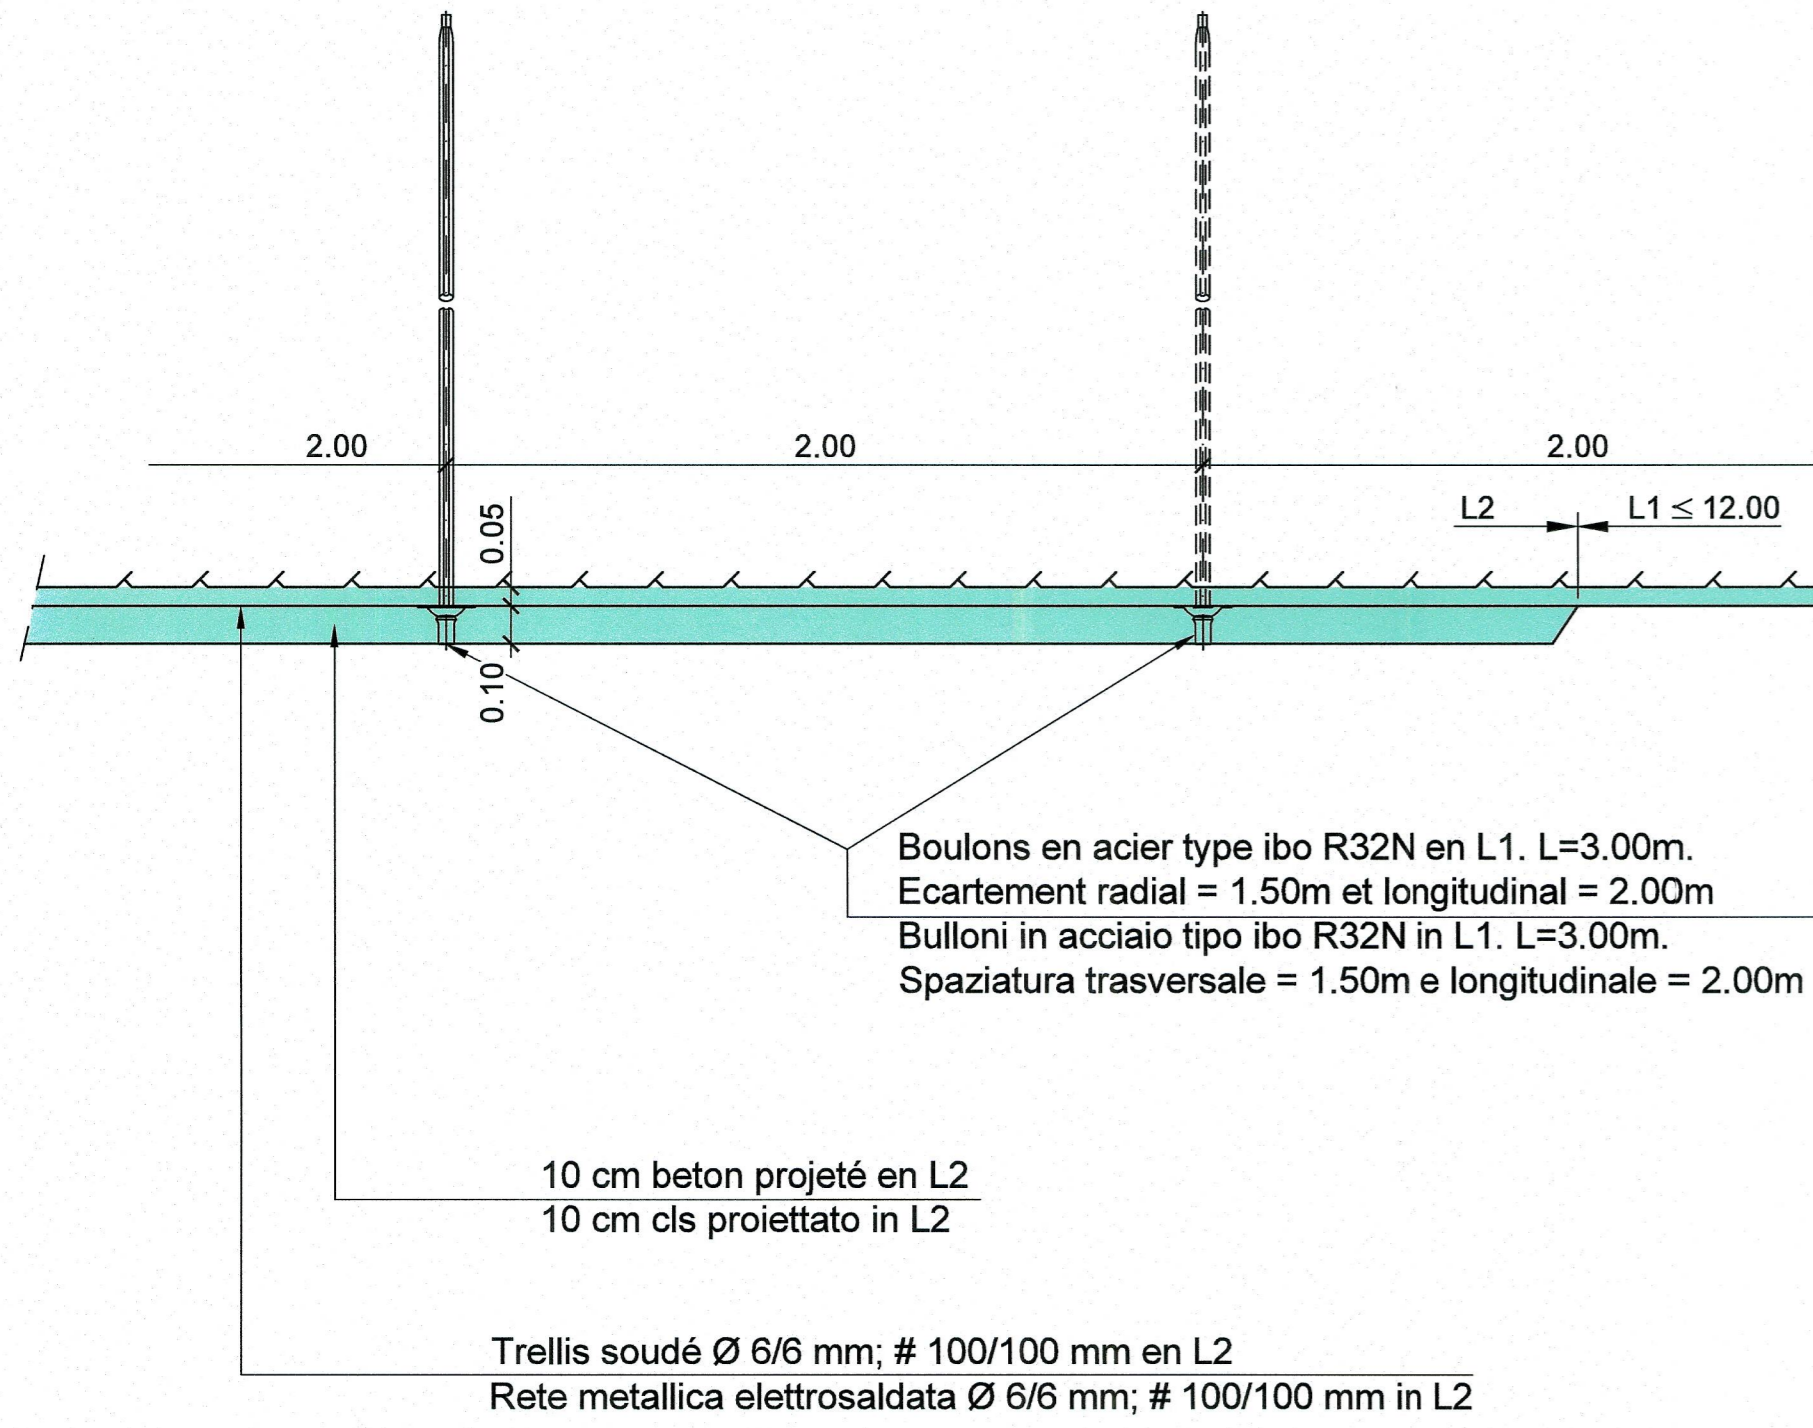 2.00 2.00 2.00
L2 L1 ≤ 12.00
0.05
0.10
Boulons en acier type ibo R32N en L1. L=3.00m.
Ecartement radial = 1.50m et longitudinal = 2.00m
Bulloni in acciaio tipo ibo R32N in L1. L=3.00m.
Spaziatura trasversale = 1.50m e longitudinale = 2.00m
10 cm beton projeté en L2
10 cm cls proiettato in L2
Trellis soudé Ø 6/6 mm; # 100/100 mm en L2
Rete metallica elettrosaldata Ø 6/6 mm; # 100/100 mm in L2